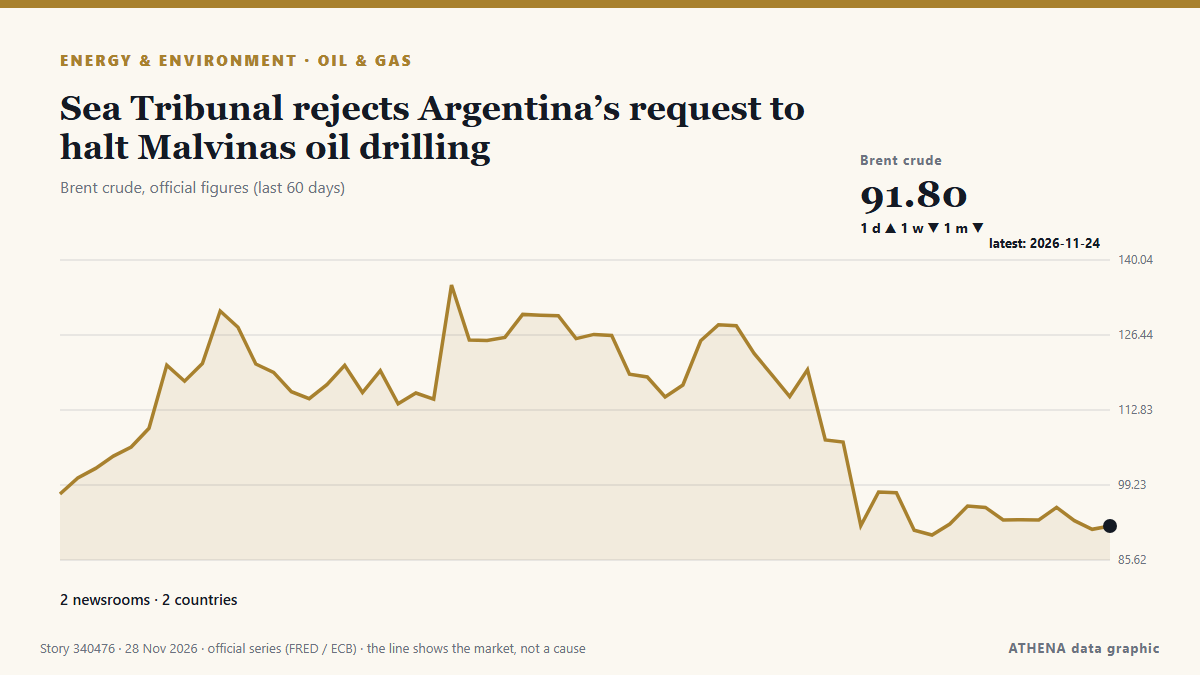 ENERGY & ENVIRONMENT · OIL & GAS
Sea Tribunal rejects Argentina’s request to
halt Malvinas oil drilling
Brent crude, official figures (last 60 days)
Brent crude
91.80
1 d ▲ 1 w ▼ 1 m ▼
latest: 2026-11-24
140.04
126.44
112.83
99.23
85.62
2 newsrooms · 2 countries
Story 340476 · 28 Nov 2026 · official series (FRED / ECB) · the line shows the market, not a cause
ATHENA data graphic